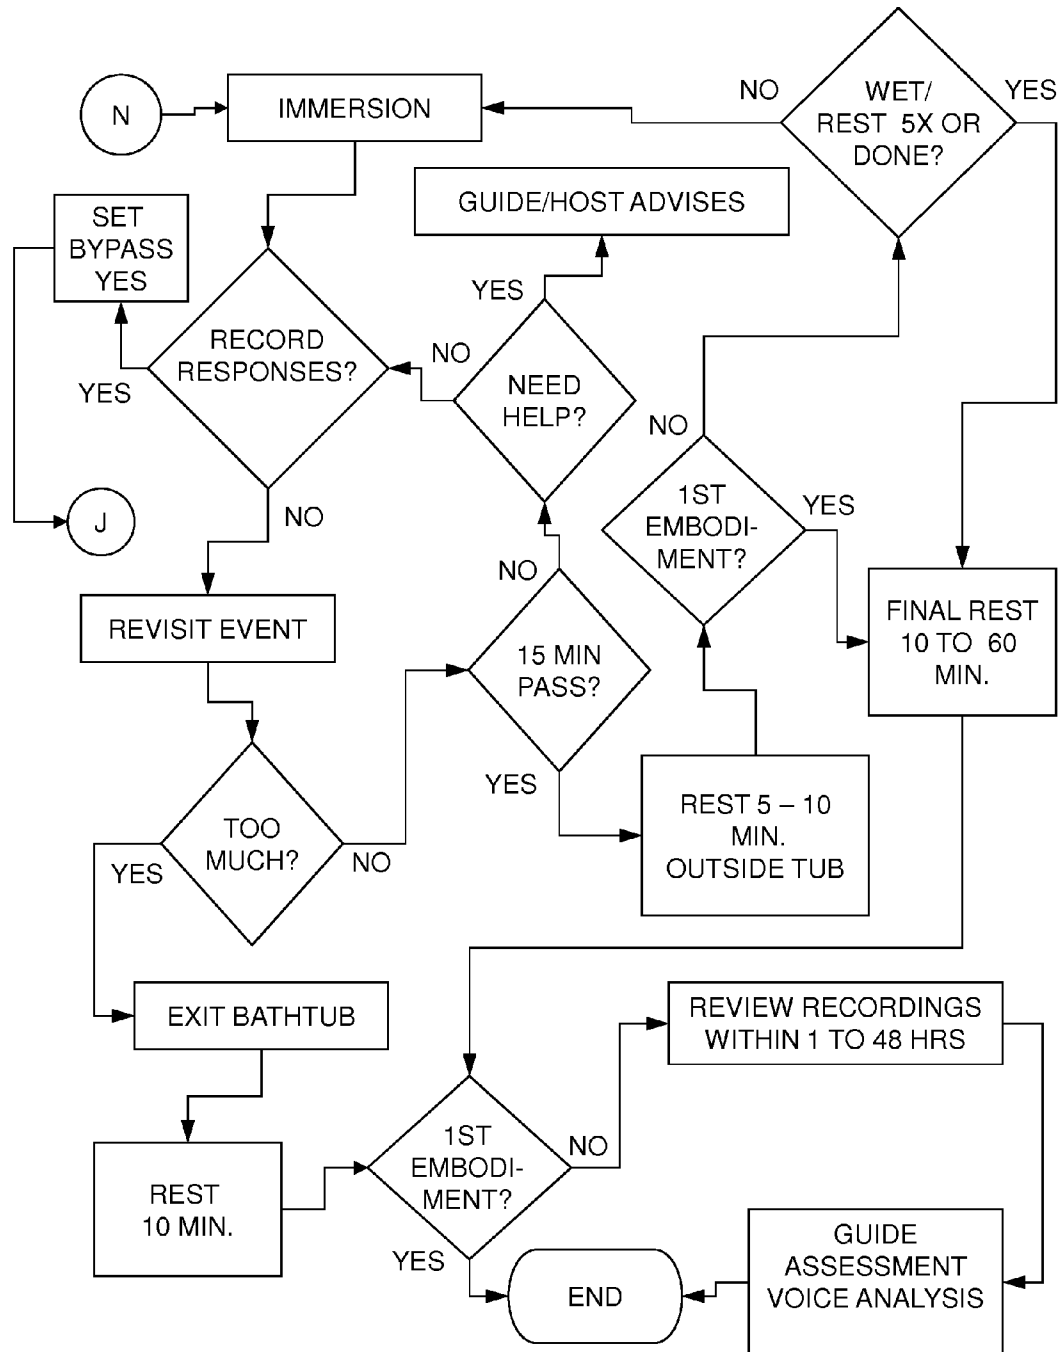 N
IMMERSION
NO
WET/
REST 5X OR
DONE?
YES
GUIDE/HOST ADVISES
SET
BYPASS
YES
YES
RECORD
RESPONSES?
NO
NEED
HELP?
YES
NO
J
NO
1ST
EMBODI-
MENT?
YES
NO
REVISIT EVENT
15 MIN
PASS?
FINAL REST
10 TO 60
MIN.
YES
TOO
MUCH?
YES
NO
REST 5 – 10
MIN.
OUTSIDE TUB
EXIT BATHTUB
REVIEW RECORDINGS
WITHIN 1 TO 48 HRS
REST
10 MIN.
1ST
EMBODI-
MENT?
NO
YES
END
GUIDE
ASSESSMENT
VOICE ANALYSIS